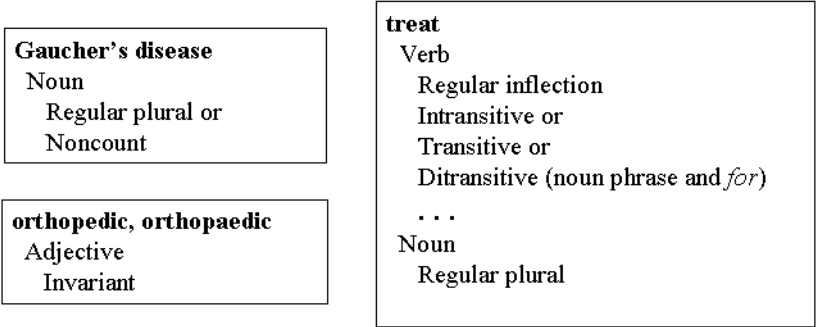 Gaucher's disease
Noun
Regular plural or
Noncount
orthopedic, orthopaedic
Adjective
Invariant
treat
Verb
Regular inflection
Intransitive or
Transitive or
Ditransitive (noun phrase and for)
. . .
Noun
Regular plural